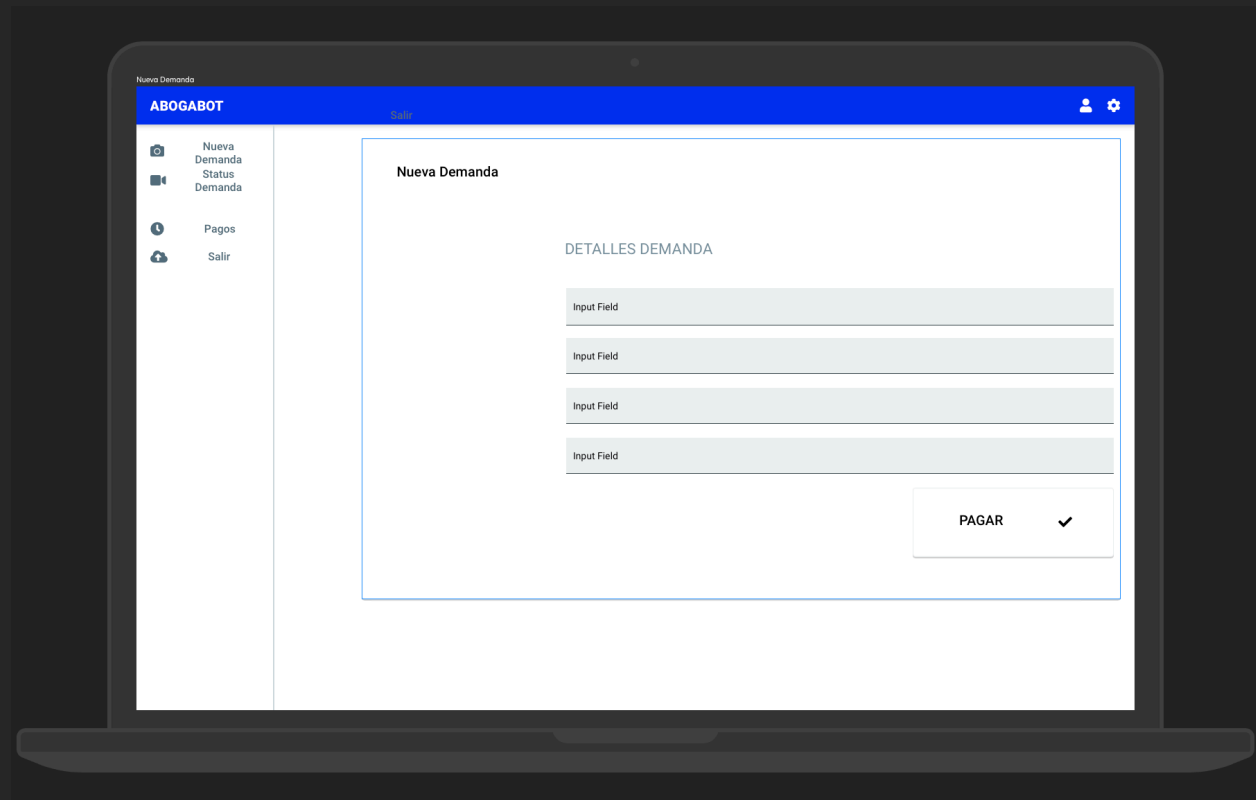 Nueva Demanda
ABOGABOT
Salir
Nueva
Demanda
Status
Demanda
Pagos
Salir
Nueva Demanda
DETALLES DEMANDA
Input Field
Input Field
Input Field
Input Field
PAGAR